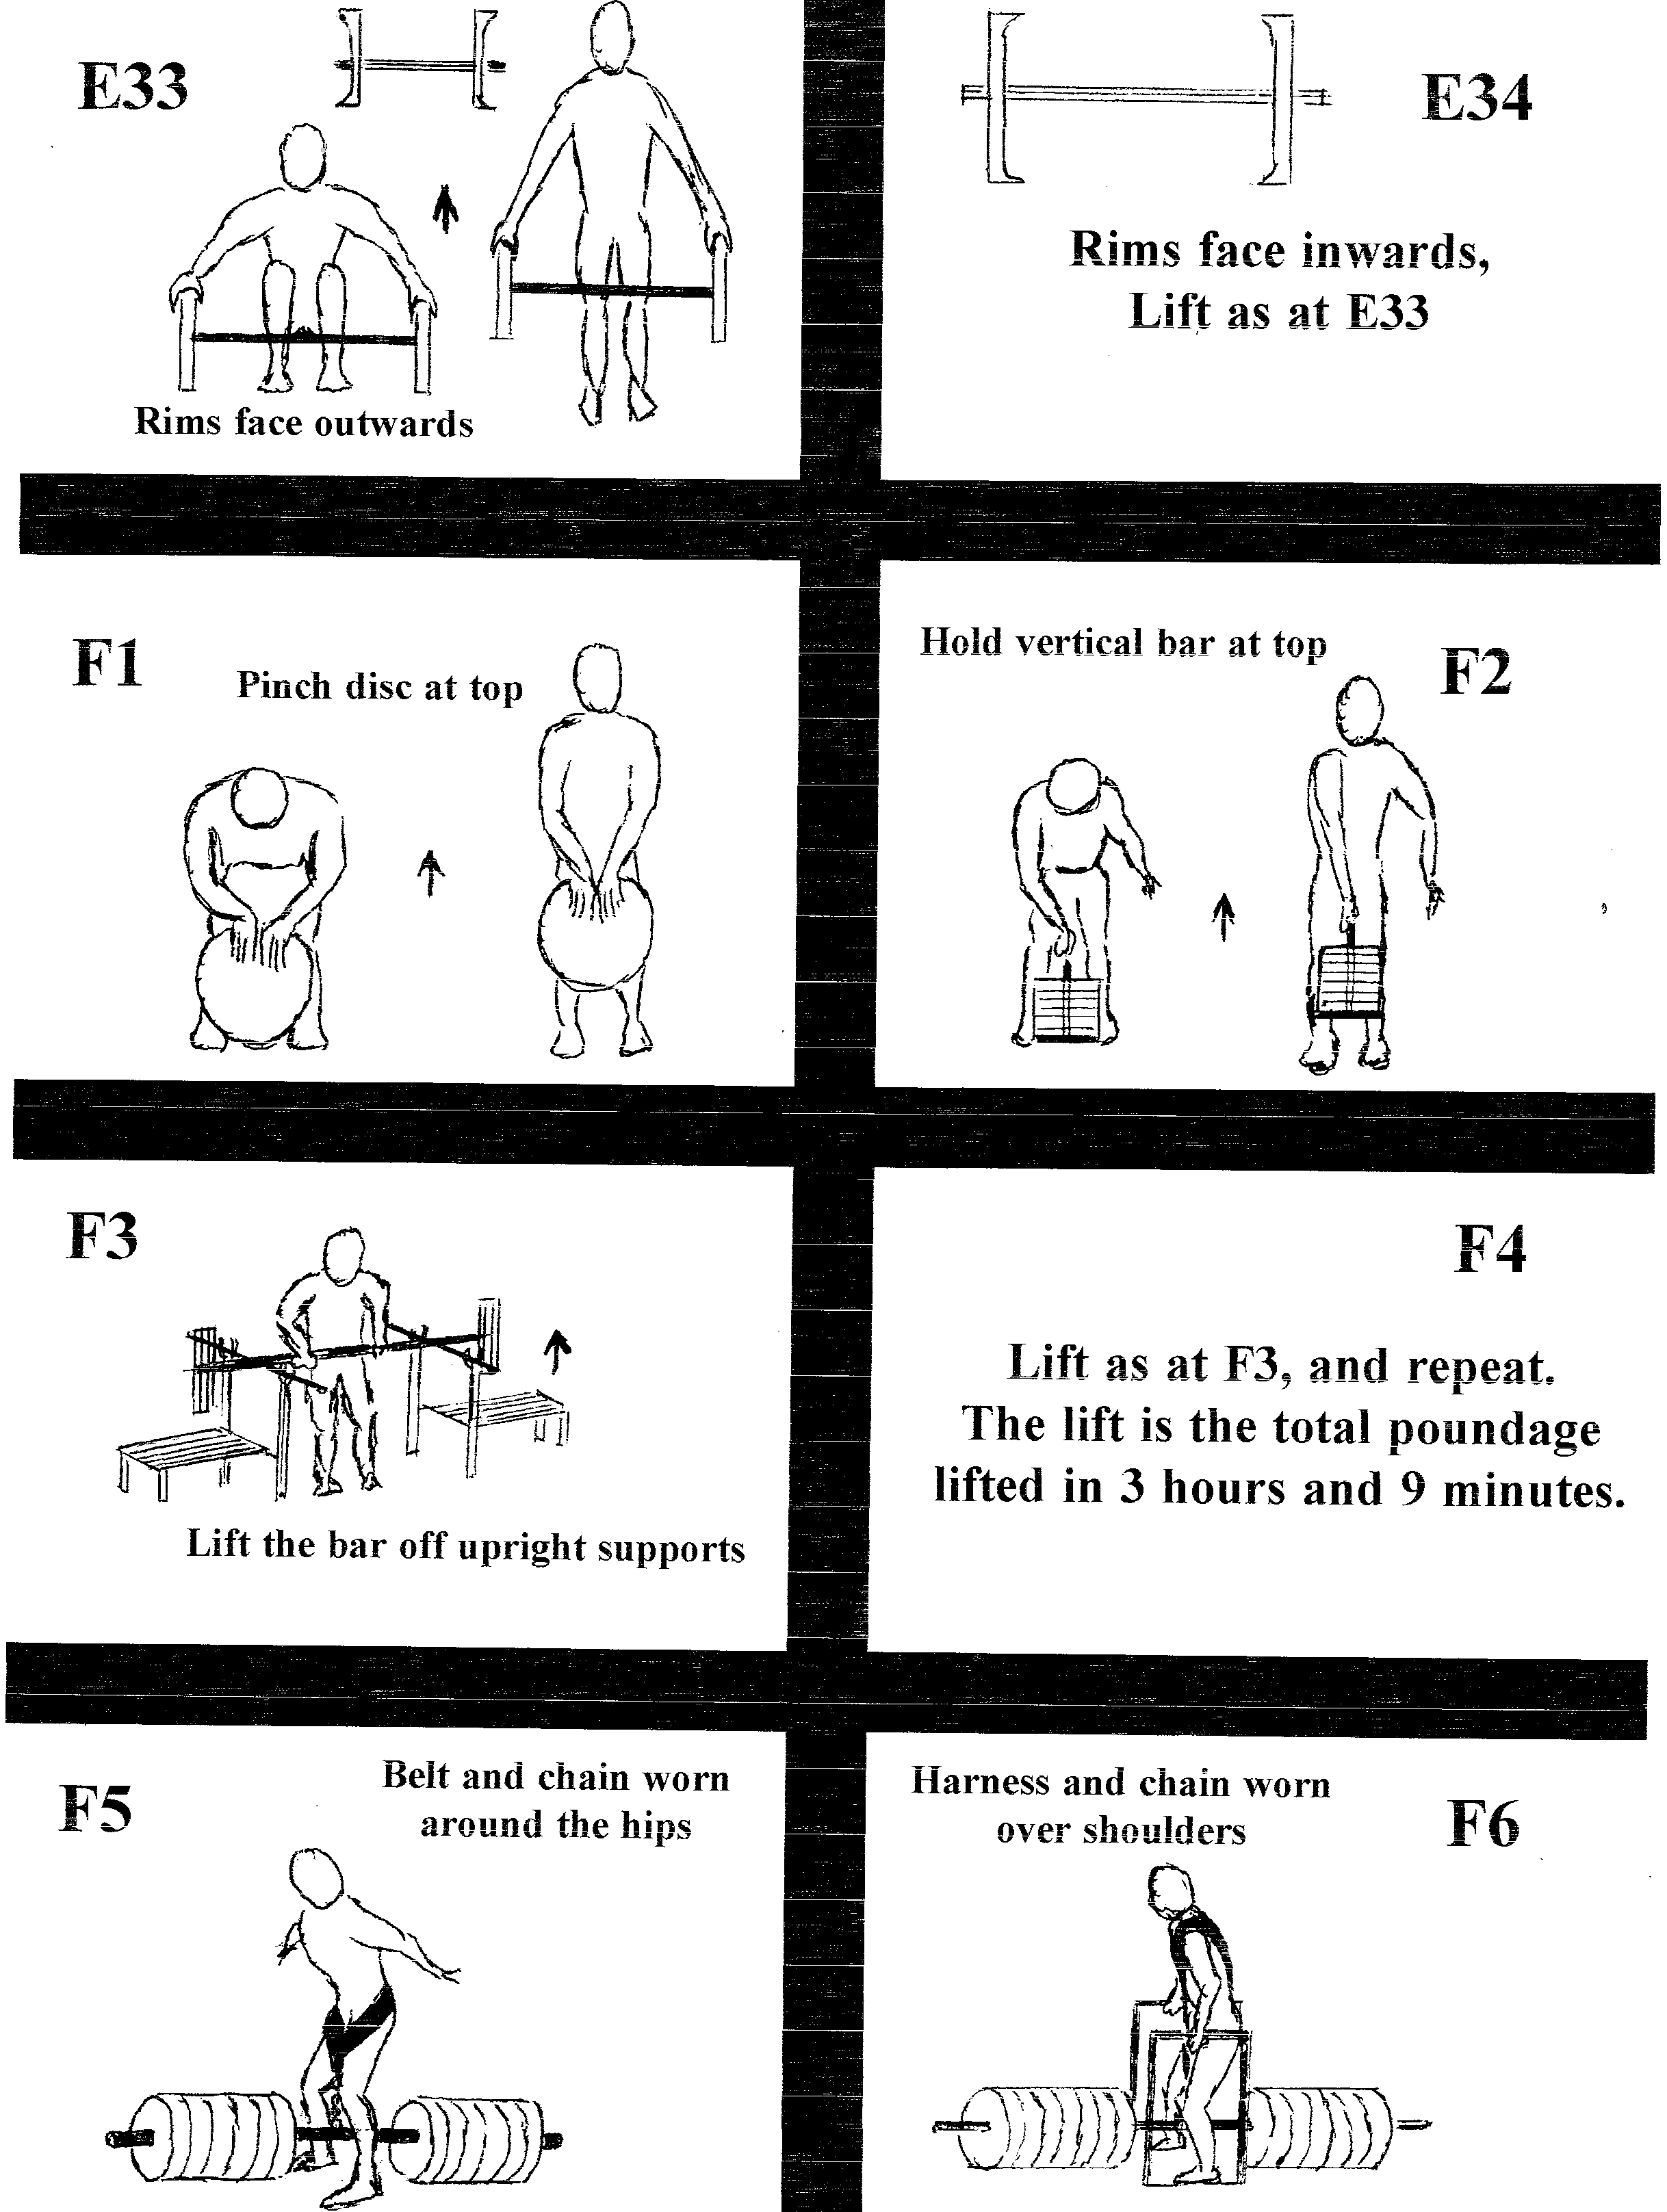 E33
Rims face outwards
E34
Rims face inwards,
Lift as at E33
F1
Pinch disc at top
Hold vertical bar at top
F2
F3
Lift the bar off upright supports
F4
Lift as at F3, and repeat.
The lift is the total poundage
lifted in 3 hours and 9 minutes.
F5
Belt and chain worn
around the hips
Harness and chain worn
over shoulders
F6